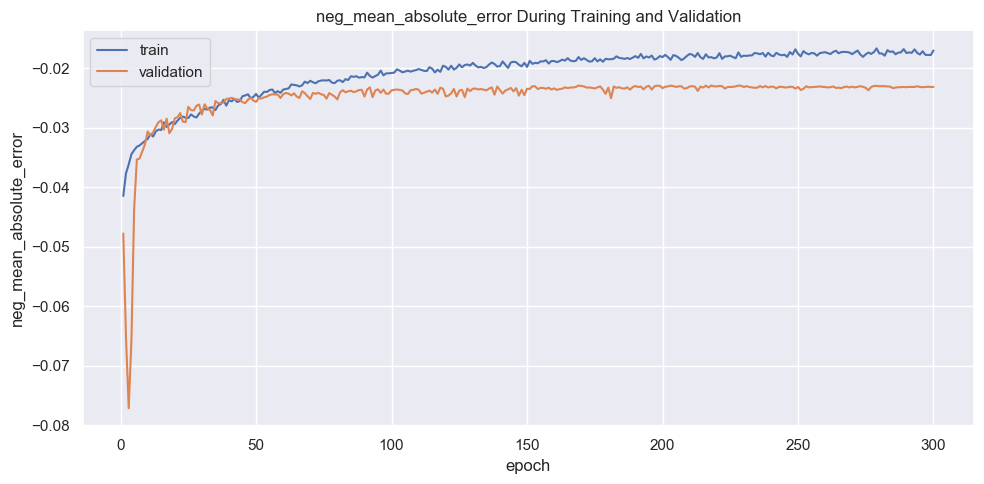 neg_mean_absolute_error During Training and Validation
train
validation
−0.02
−0.03
−0.04
−0.05
−0.06
−0.07
−0.08
neg_mean_absolute_error
0 50 100 150 200 250 300
epoch